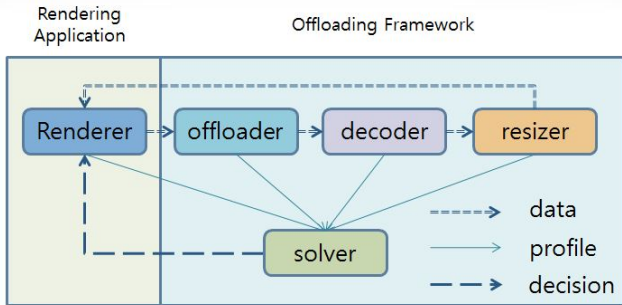 Rendering
Application
Offloading Framework
Renderer
offloader
decoder
resizer
solver
data
profile
decision